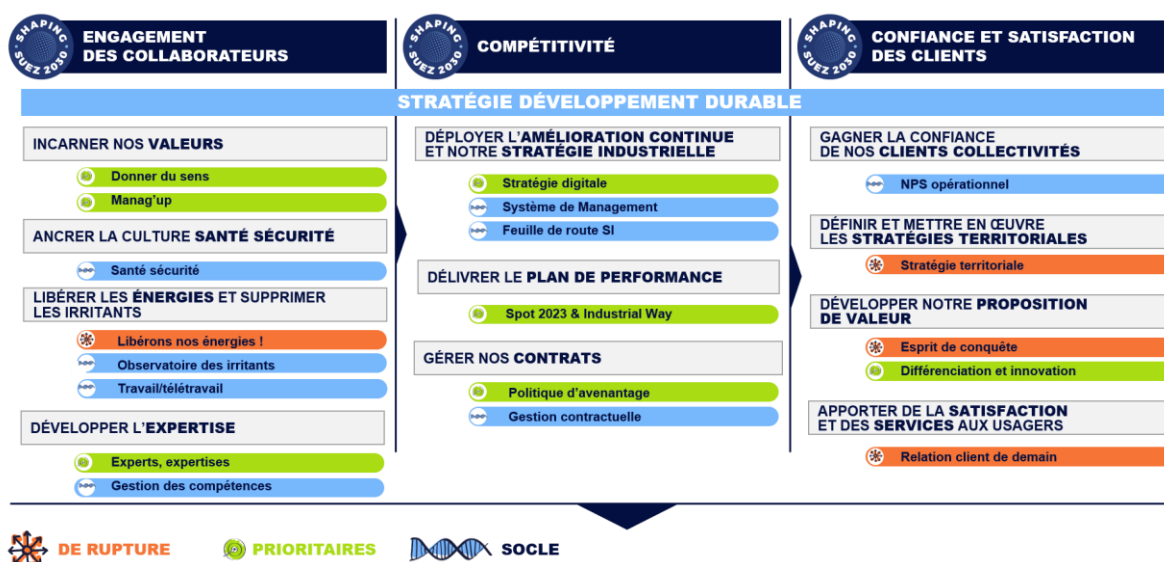 SHAPING
SUEZ 2030
ENGAGEMENT
DES COLLABORATEURS
SHAPING
SUEZ 2030
COMPÉTITIVITÉ
SHAPING
SUEZ 2030
CONFIANCE ET SATISFACTION
DES CLIENTS
STRATÉGIE DÉVELOPPEMENT DURABLE
INCARNER NOS VALEURS
Donner du sens
Manag'up
ANCRER LA CULTURE SANTÉ SÉCURITÉ
Santé sécurité
LIBÉRER LES ÉNERGIES ET SUPPRIMER
LES IRRITANTS
Libérons nos énergies !
Observatoire des irritants
Travail/télétravail
DÉVELOPPER L'EXPERTISE
Experts, expertises
Gestion des compétences
DÉPLOYER L'AMÉLIORATION CONTINUE
ET NOTRE STRATÉGIE INDUSTRIELLE
Stratégie digitale
Système de Management
Feuille de route SI
DÉLIVRER LE PLAN DE PERFORMANCE
Spot 2023 & Industrial Way
GÉRER NOS CONTRATS
Politique d'avenantage
Gestion contractuelle
GAGNER LA CONFIANCE
DE NOS CLIENTS COLLECTIVITÉS
NPS opérationnel
DÉFINIR ET METTRE EN ŒUVRE
LES STRATÉGIES TERRITORIALES
Stratégie territoriale
DÉVELOPPER NOTRE PROPOSITION
DE VALEUR
Esprit de conquête
Différenciation et innovation
APPORTER DE LA SATISFACTION
ET DES SERVICES AUX USAGERS
Relation client de demain
DE RUPTURE
PRIORITAIRES
SOCLE